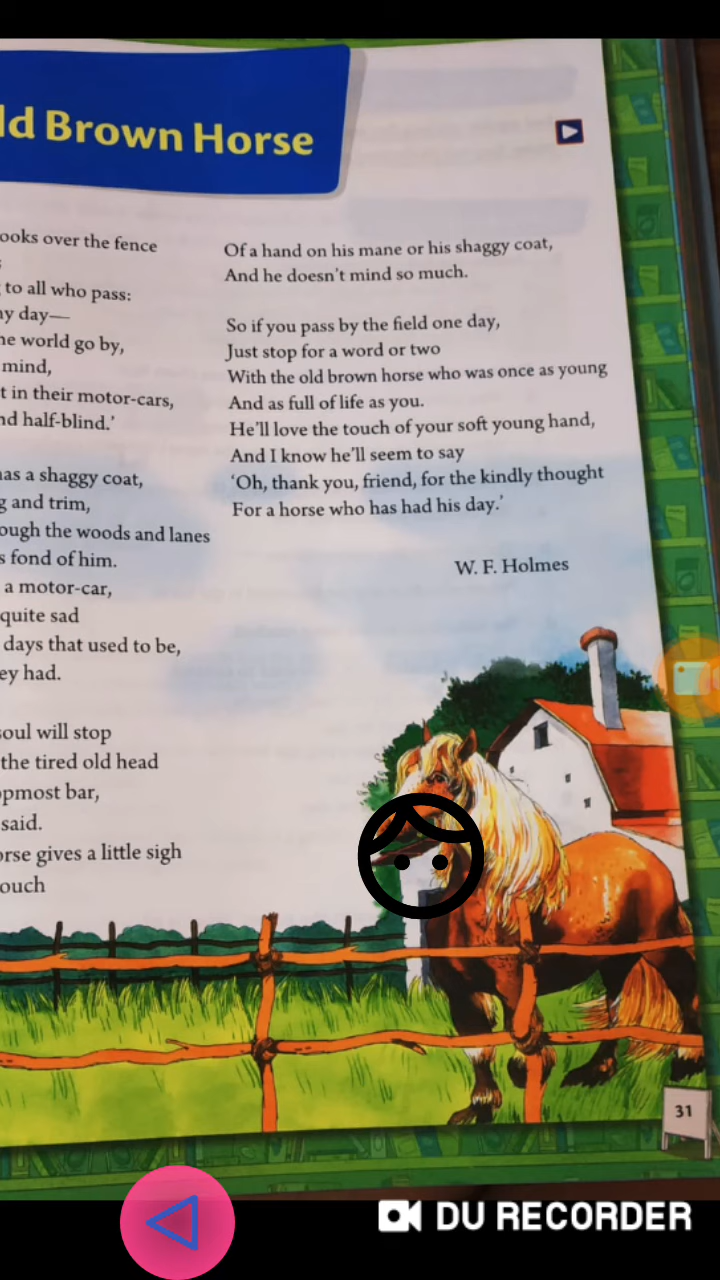 ld Brown Horse
ooks over the fence
to all who pass:
ny day—
he world go by,
mind,
t in their motor-cars,
nd half-blind.'
has a shaggy coat,
g and trim,
ough the woods and lanes
s fond of him.
a motor-car,
quite sad
days that used to be,
ey had.
soul will stop
the tired old head
opmost bar,
said.
orse gives a little sigh
ouch
Of a hand on his mane or his shaggy coat,
And he doesn't mind so much.
So if you pass by the field one day,
Just stop for a word or two
With the old brown horse who was once as young
And as full of life as you.
He'll love the touch of your soft young hand,
And I know he'll seem to say
'Oh, thank you, friend, for the kindly thought
For a horse who has had his day.'
W. F. Holmes
31
DU RECORDER